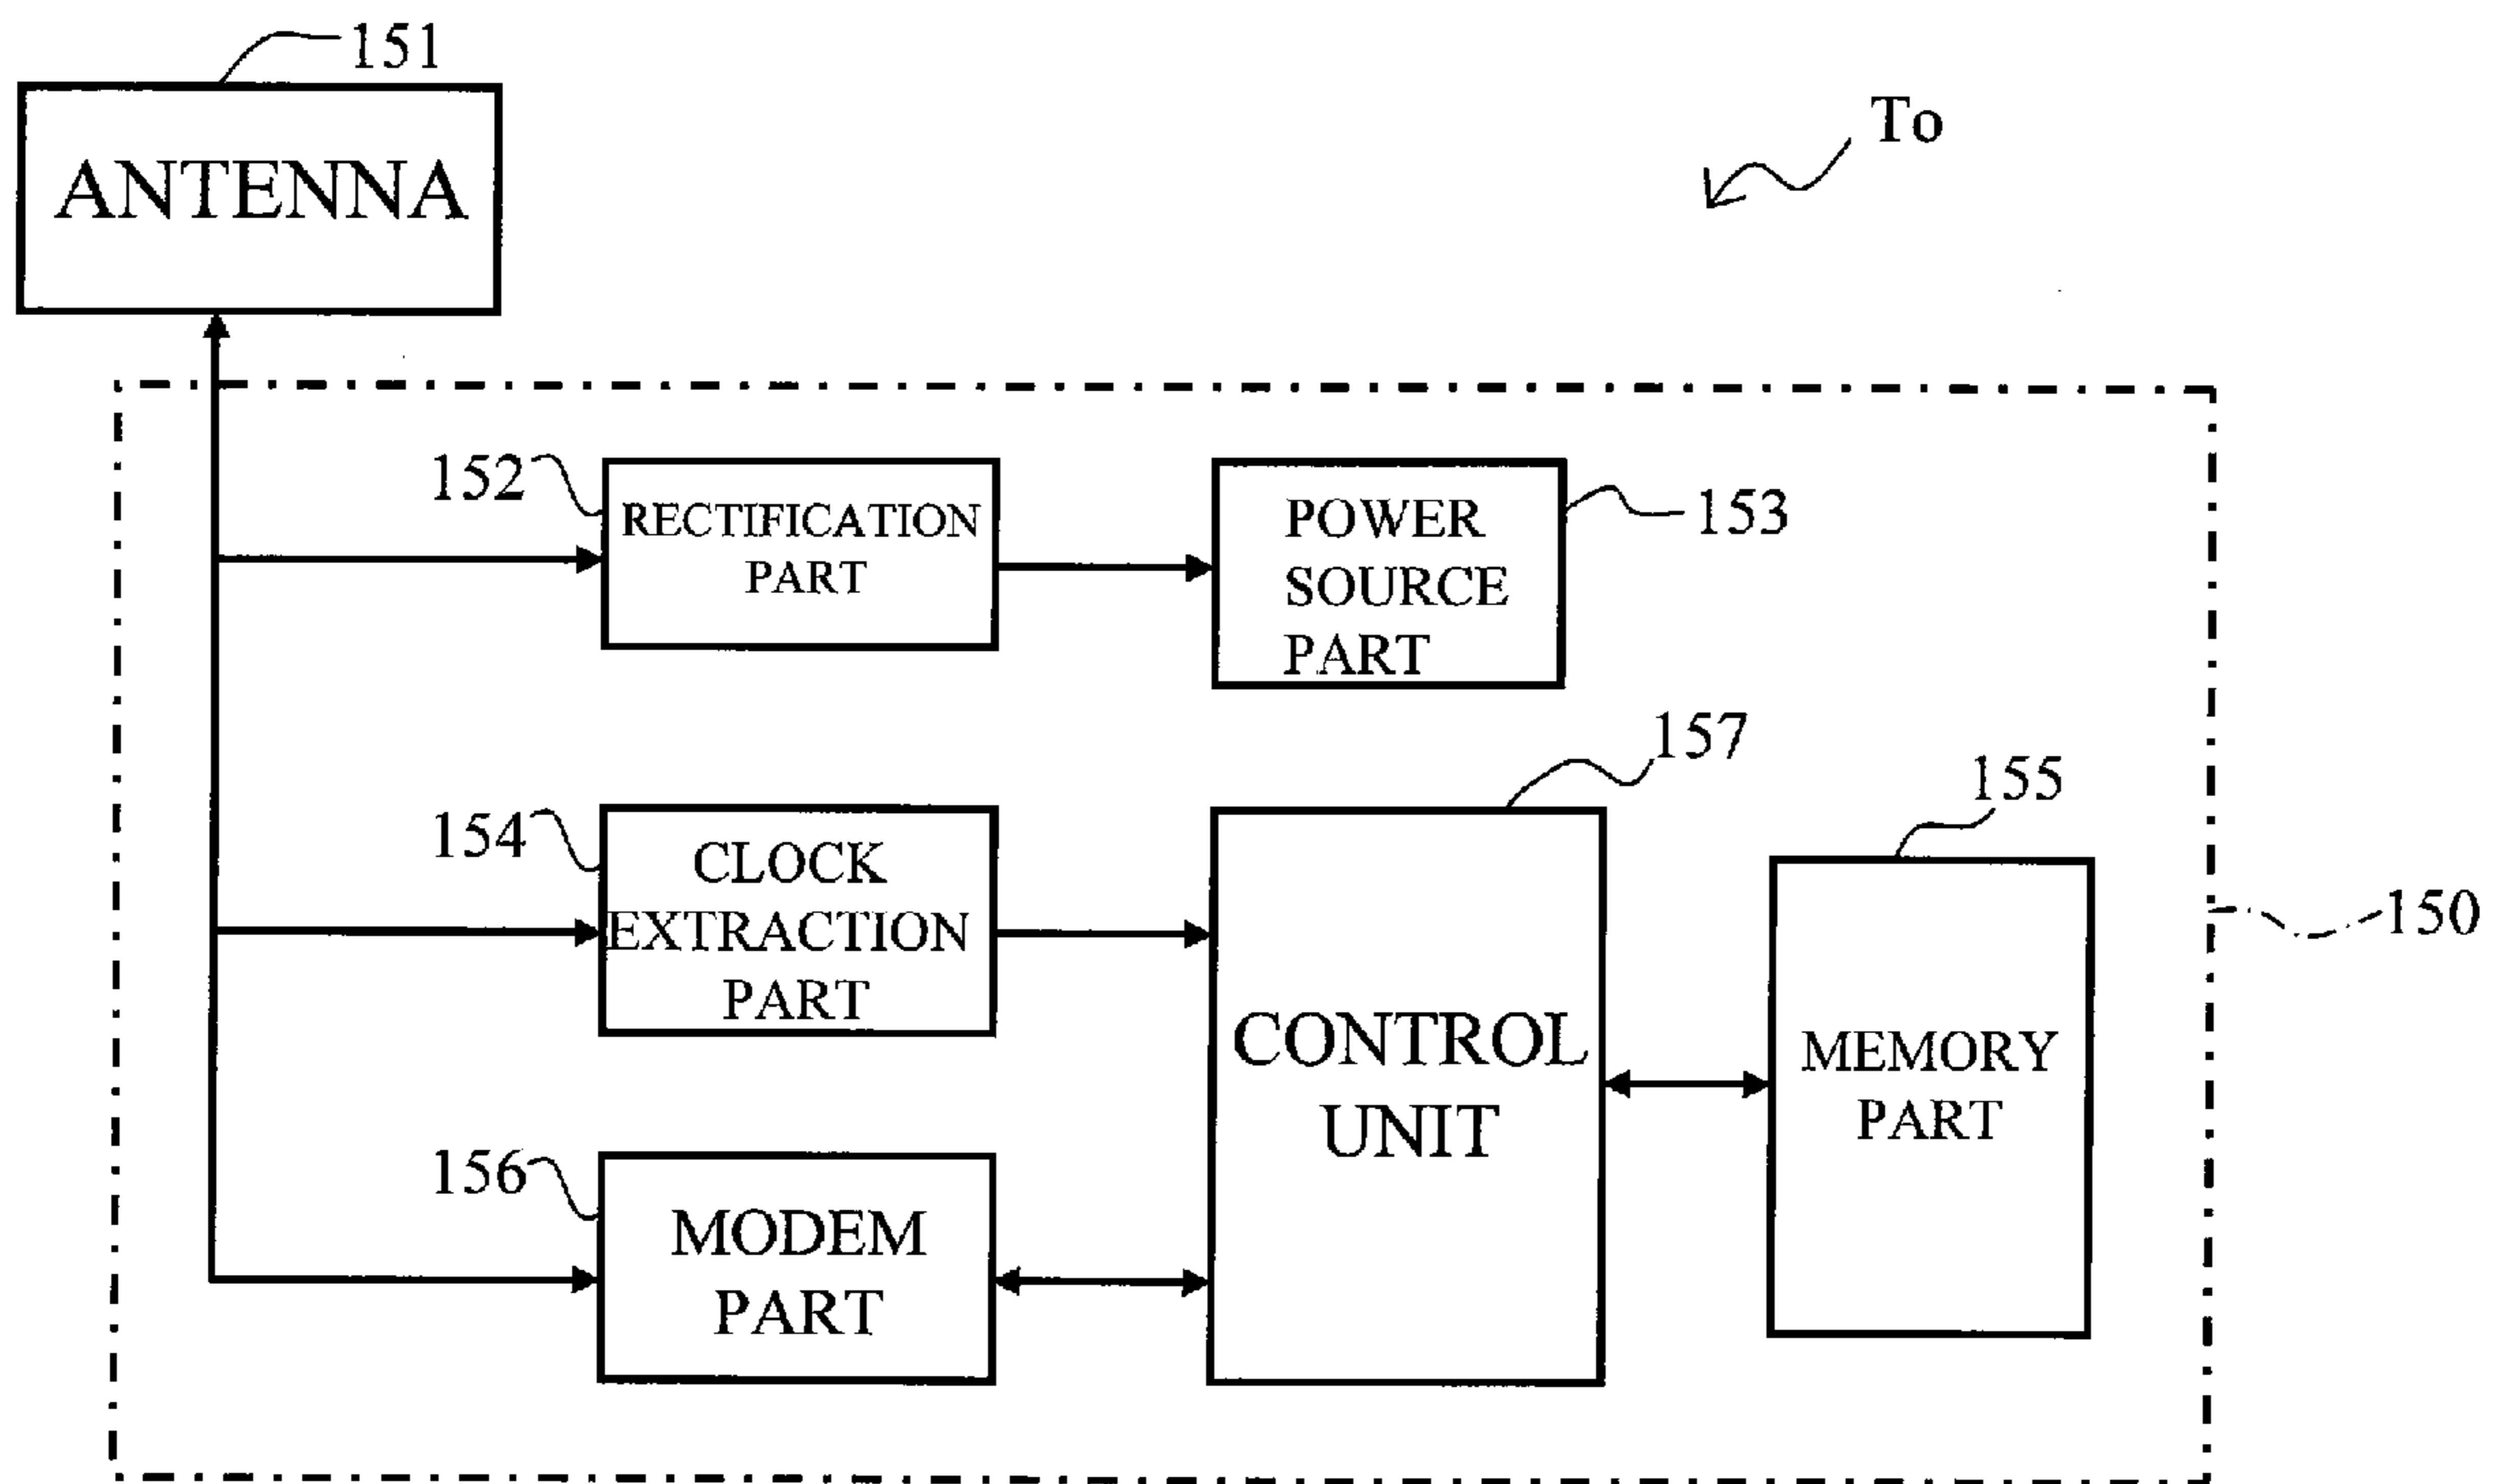 151
ANTENNA
To
152
RECTIFICATION
PART
POWER
SOURCE
PART
153
154
CLOCK
EXTRACTION
PART
157
CONTROL
UNIT
155
MEMORY
PART
150
156
MODEM
PART